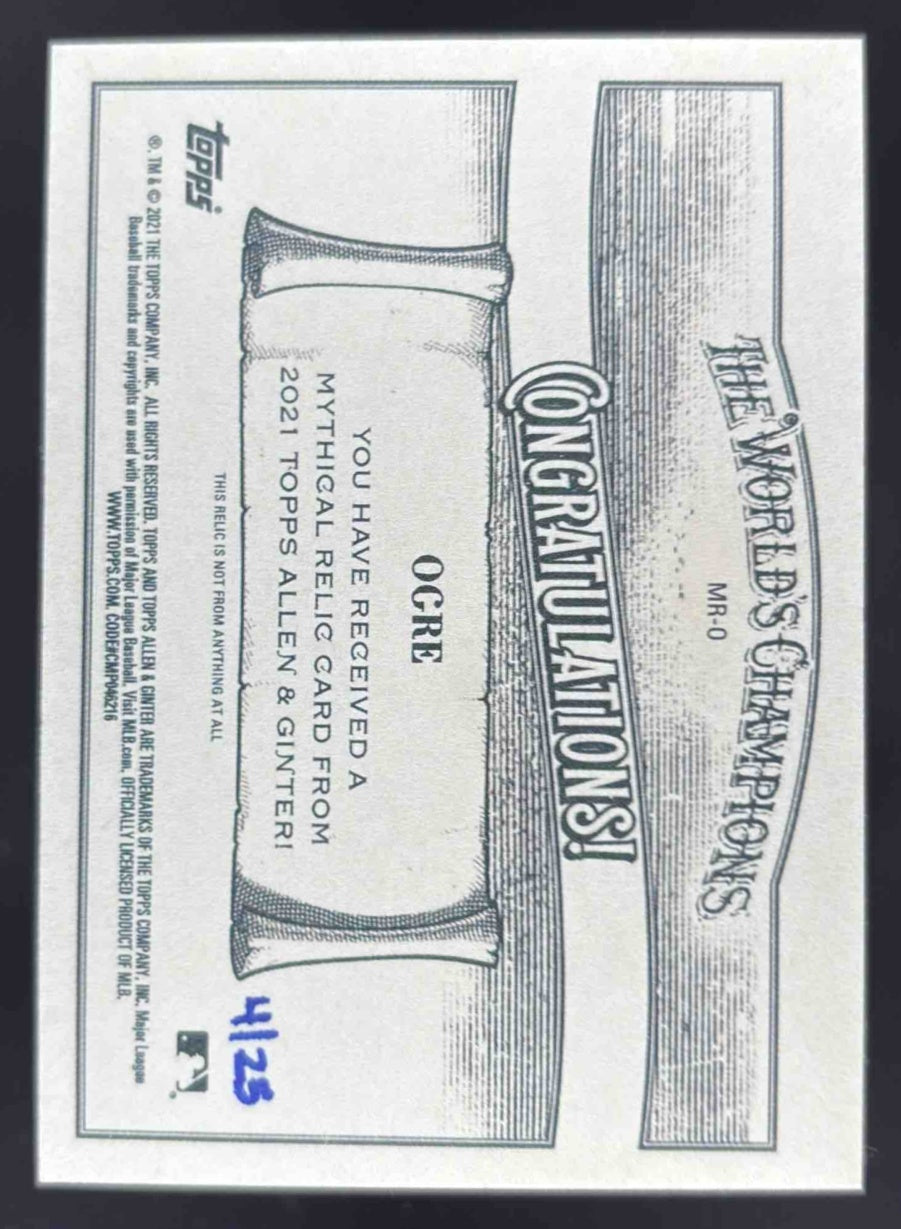 THE WORLD'S CHAMPIONS
MR-O
CONGRATULATIONS!
OGRE
YOU HAVE RECEIVED A
MYTHICAL RELIC CARD FROM
2021 TOPPS ALLEN & GINTER!
THIS RELIC IS NOT FROM ANYTHING AT ALL
4/25
topps
®, TM & © 2021 THE TOPPS COMPANY, INC. ALL RIGHTS RESERVED. TOPPS AND TOPPS ALLEN & GINTER ARE TRADEMARKS OF THE TOPPS COMPANY, INC. Major League
Baseball trademarks and copyrights are used with permission of Major League Baseball. Visit MLB.com. OFFICIALLY LICENSED PRODUCT OF MLB.
WWW.TOPPS.COM. CODE#CMP046216